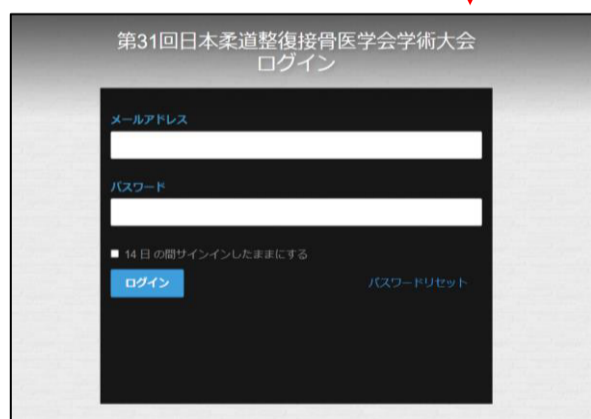 第31回日本柔道整復接骨医学会学術大会
ログイン
メールアドレス
パスワード
14 日 の間サインインしたままにする
ログイン
パスワードリセット